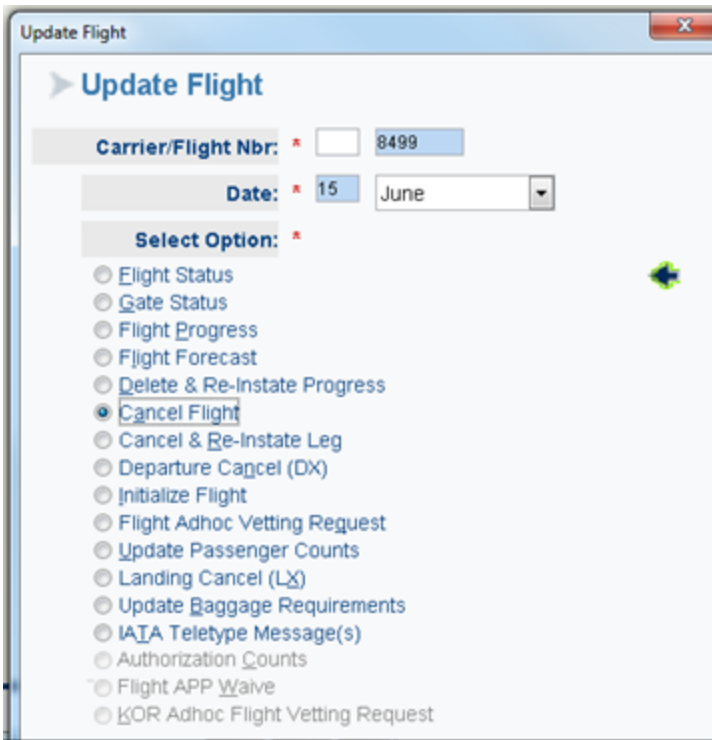 Update Flight
Update Flight
Carrier/Flight Nbr: * 8499
Date: * 15 June
Select Option: *
Flight Status
Gate Status
Flight Progress
Flight Forecast
Delete & Re-Instate Progress
Cancel Flight
Cancel & Re-Instate Leg
Departure Cancel (DX)
Initialize Flight
Flight Adhoc Vetting Request
Update Passenger Counts
Landing Cancel (LX)
Update Baggage Requirements
IATA Teletype Message(s)
Authorization Counts
Flight APP Waive
KOR Adhoc Flight Vetting Request